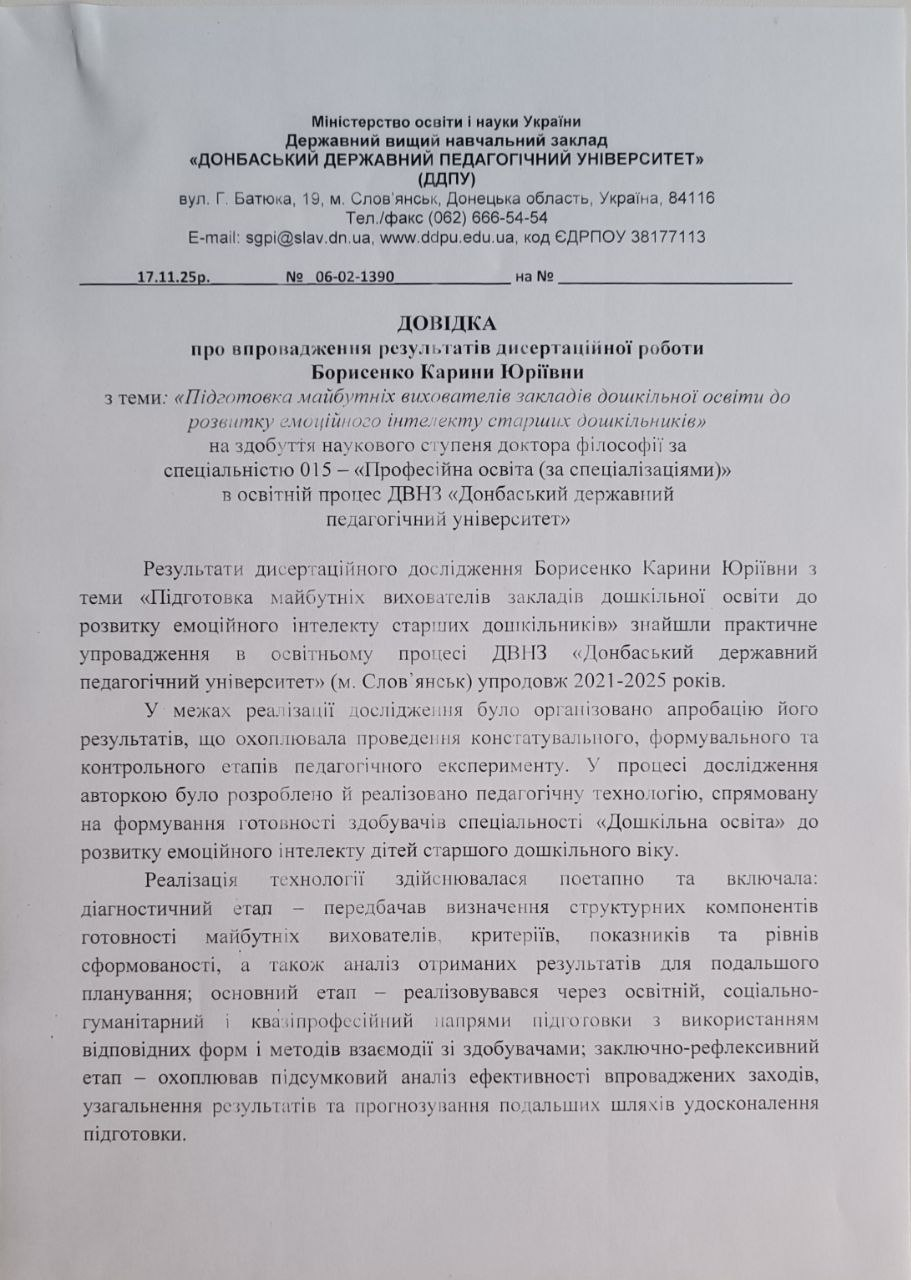 Міністерство освіти і науки України
Державний вищий навчальний заклад
«ДОНБАСЬКИЙ ДЕРЖАВНИЙ ПЕДАГОГІЧНИЙ УНІВЕРСИТЕТ»
(ДДПУ)
вул. Г. Батюка, 19, м. Слов'янськ, Донецька область, Україна, 84116
Тел./факс (062) 666-54-54
E-mail: sgpi@slav.dn.ua, www.ddpu.edu.ua, код ЄДРПОУ 38177113
17.11.25р. № 06-02-1390 на №
ДОВІДКА
про впровадження результатів дисертаційної роботи
Борисенко Карини Юріївни
з теми: «Підготовка майбутніх вихователів закладів дошкільної освіти до
розвитку емоційного інтелекту старших дошкільників»
на здобуття наукового ступеня доктора філософії за
спеціальністю 015 – «Професійна освіта (за спеціалізаціями)»
в освітній процес ДВНЗ «Донбаський державний
педагогічний університет»
Результати дисертаційного дослідження Борисенко Карини Юріївни з
теми «Підготовка майбутніх вихователів закладів дошкільної освіти до
розвитку емоційного інтелекту старших дошкільників» знайшли практичне
упровадження в освітньому процесі ДВНЗ «Донбаський державний
педагогічний університет» (м. Слов'янськ) упродовж 2021-2025 років.
У межах реалізації дослідження було організовано апробацію його
результатів, що охоплювала проведення констатувального, формувального та
контрольного етапів педагогічного експерименту. У процесі дослідження
авторкою було розроблено й реалізовано педагогічну технологію, спрямовану
на формування готовності здобувачів спеціальності «Дошкільна освіта» до
розвитку емоційного інтелекту дітей старшого дошкільного віку.
Реалізація технології здійснювалася поетапно та включала:
діагностичний етап – передбачав визначення структурних компонентів
готовності майбутніх вихователів, критеріїв, показників та рівнів
сформованості, а також аналіз отриманих результатів для подальшого
планування; основний етап – реалізовувався через освітній, соціально-
гуманітарний і квазіпрофесійний напрями підготовки з використанням
відповідних форм і методів взаємодії зі здобувачами; заключно-рефлексивний
етап – охоплював підсумковий аналіз ефективності впроваджених заходів,
узагальнення результатів та прогнозування подальших шляхів удосконалення
підготовки.